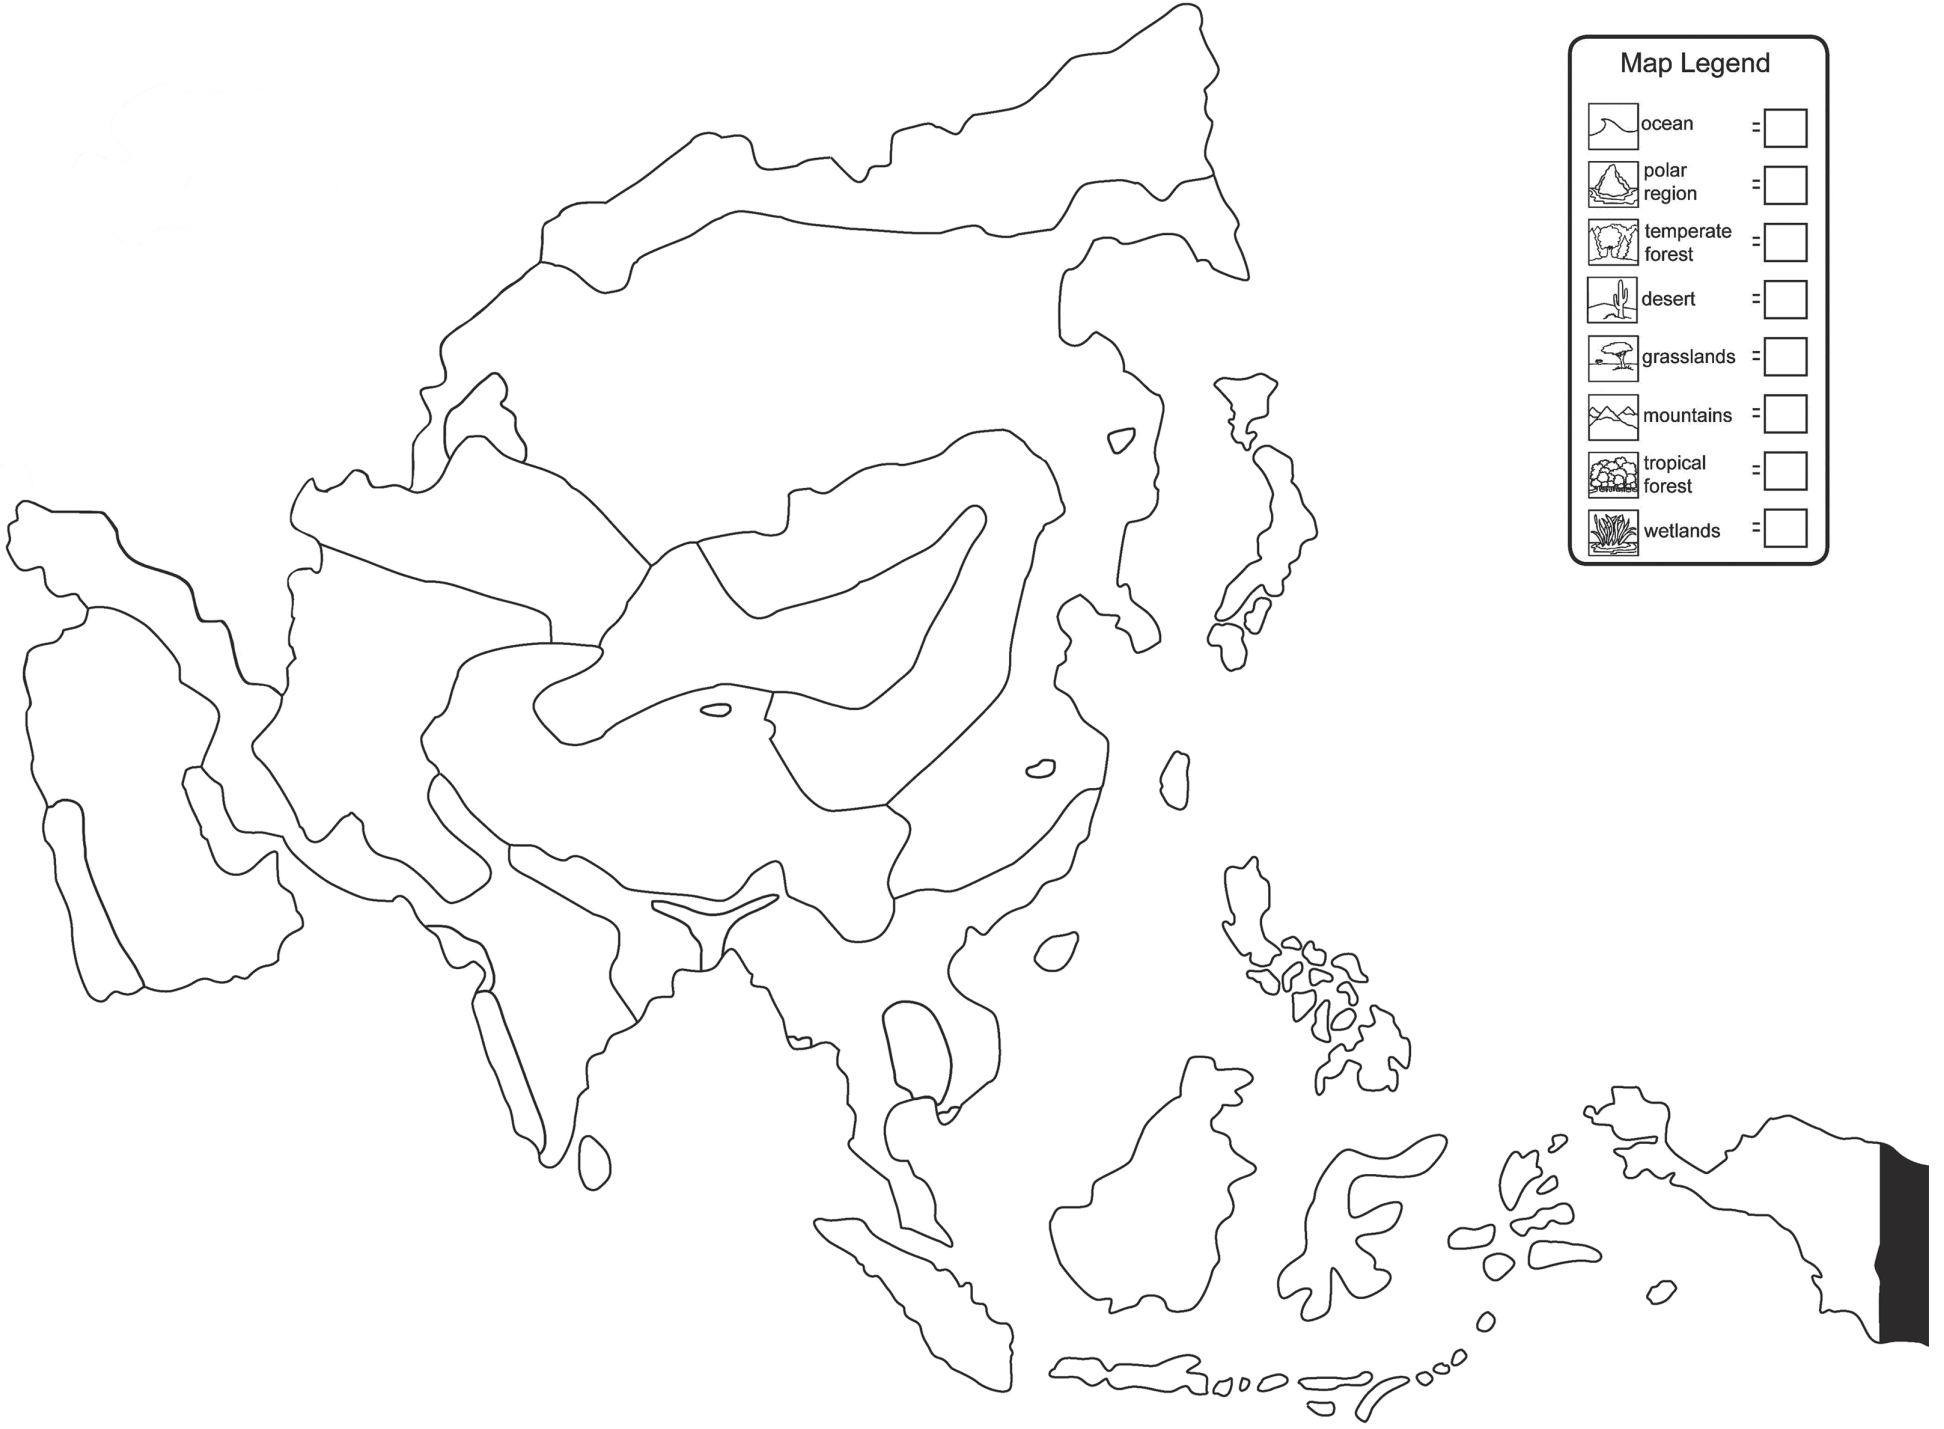 Map Legend
ocean =
polar
region =
temperate
forest =
desert =
grasslands =
mountains =
tropical
forest =
wetlands =